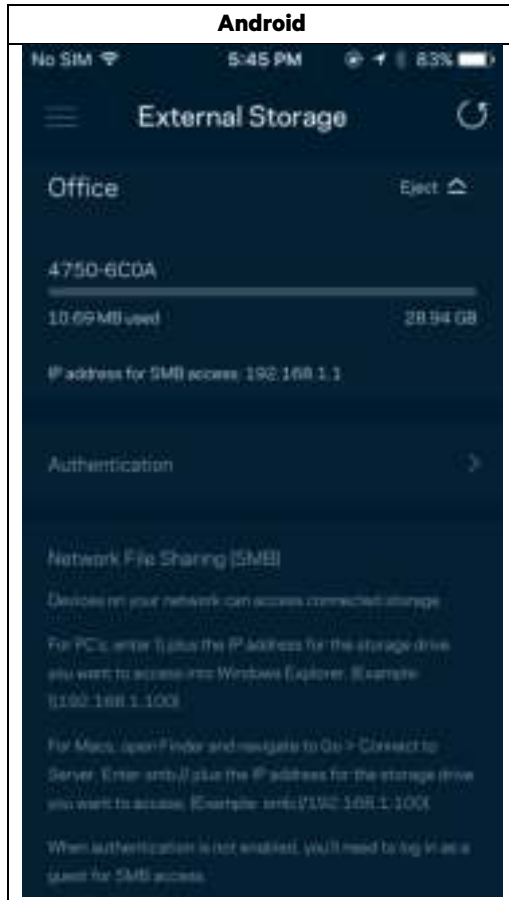 Android
No SIM 5:45 PM 83%
External Storage
Office Eject
4750-6C0A
10.69 MB used 28.94 GB
IP address for SMB access: 192.168.1.1
Authentication
Network File Sharing (SMB)
Devices on your network can access connected storage
For PC's, enter \\ plus the IP address for the storage drive
you want to access into Windows Explorer. (Example
\\192.168.1.100)
For Macs, open Finder and navigate to Go > Connect to
Server. Enter smb:// plus the IP address for the storage drive
you want to access. (Example: smb://192.168.1.100)
When authentication is not enabled, you'll need to log in as a
guest for SMB access.